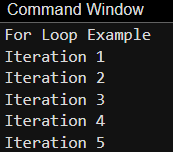 Command Window
For Loop Example
Iteration 1
Iteration 2
Iteration 3
Iteration 4
Iteration 5